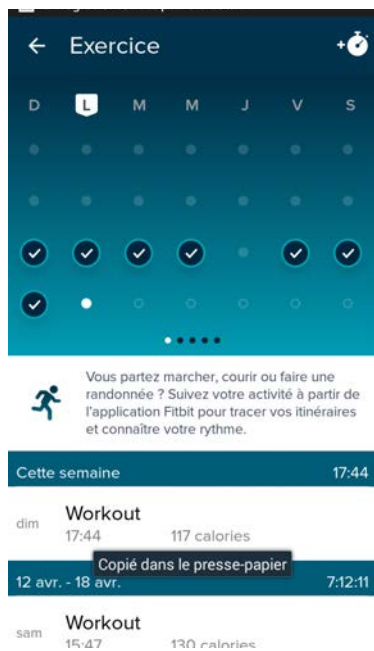 Exercice +
D L M M J V S
Vous partez marcher, courir ou faire une
randonnée ? Suivez votre activité à partir de
l'application Fitbit pour tracer vos itinéraires
et connaître votre rythme.
Cette semaine 17:44
dim Workout
17:44 117 calories
Copié dans le presse-papier
12 avr. - 18 avr. 7:12:11
sam Workout
15:47 130 calories